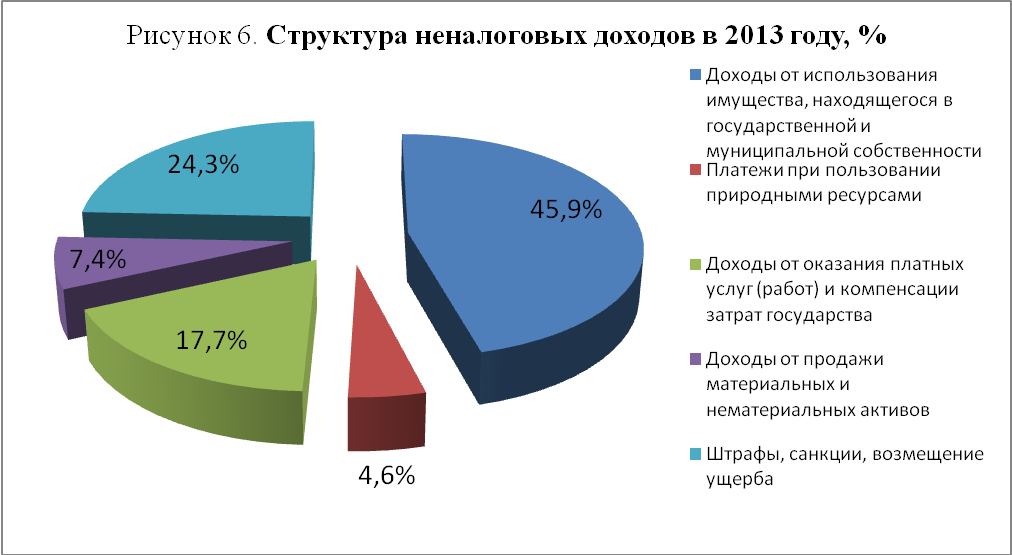 Рисунок 6. Структура неналоговых доходов в 2013 году, %
24,3%
45,9%
7,4%
17,7%
4,6%
Доходы от использования
имущества, находящегося в
государственной и
муниципальной собственности
Платежи при пользовании
природными ресурсами
Доходы от оказания платных
услуг (работ) и компенсации
затрат государства
Доходы от продажи
материальных и
нематериальных активов
Штрафы, санкции, возмещение
ущерба